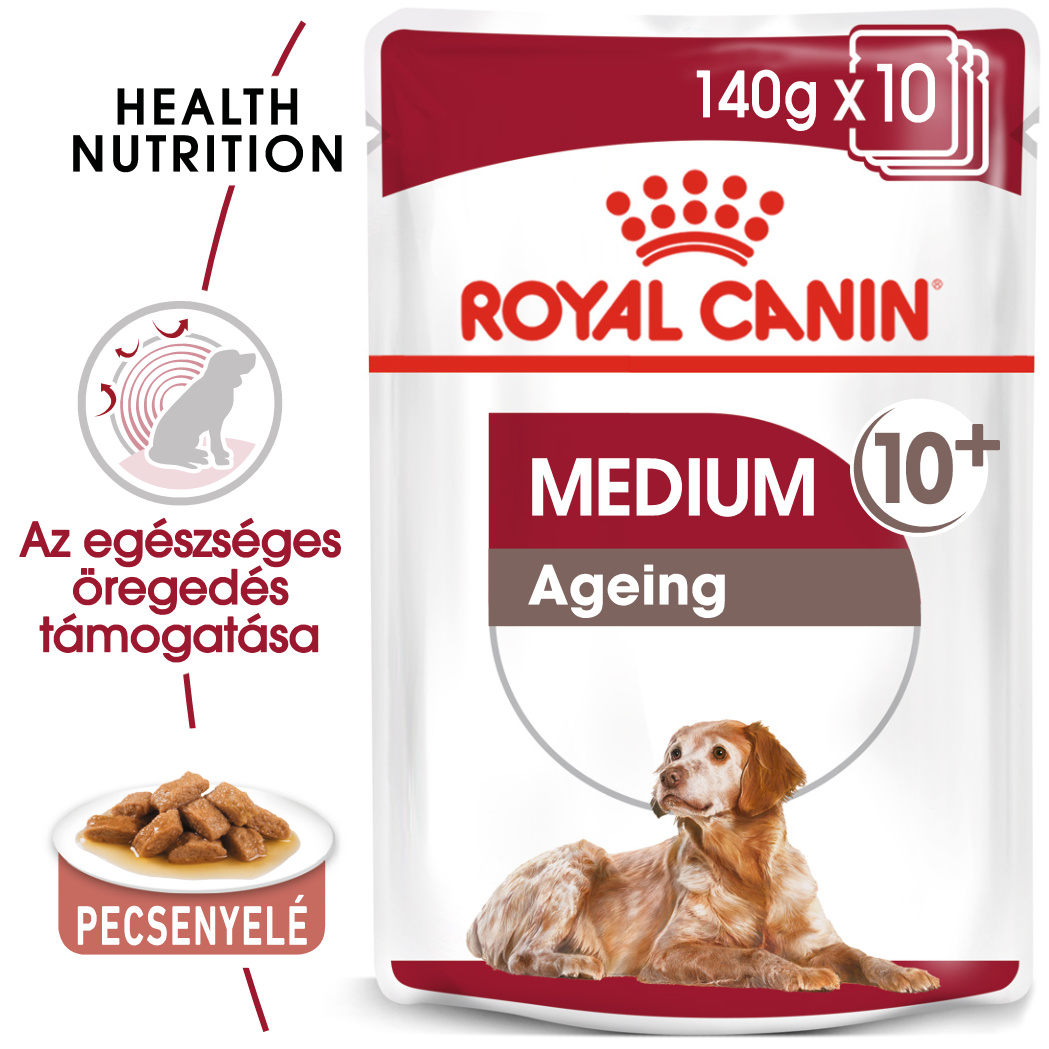 HEALTH
NUTRITION
Az egészséges
öregedés
támogatása
PECSENYELÉ
140g x 10
ROYAL CANIN®
MEDIUM
10+
Ageing